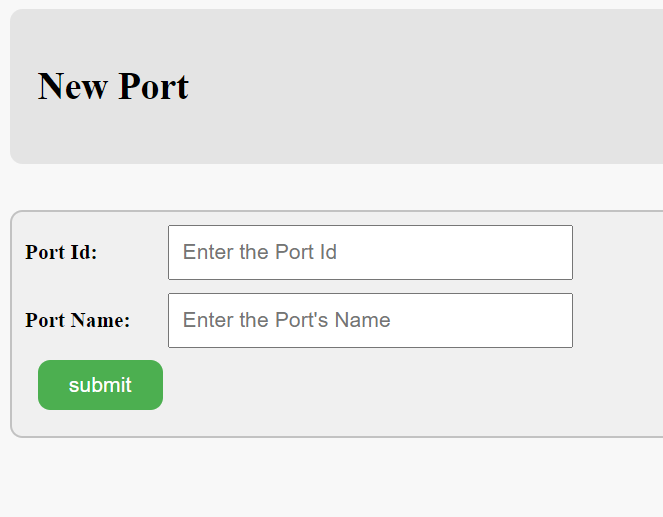 New Port
Port Id: Enter the Port Id
Port Name: Enter the Port's Name
submit